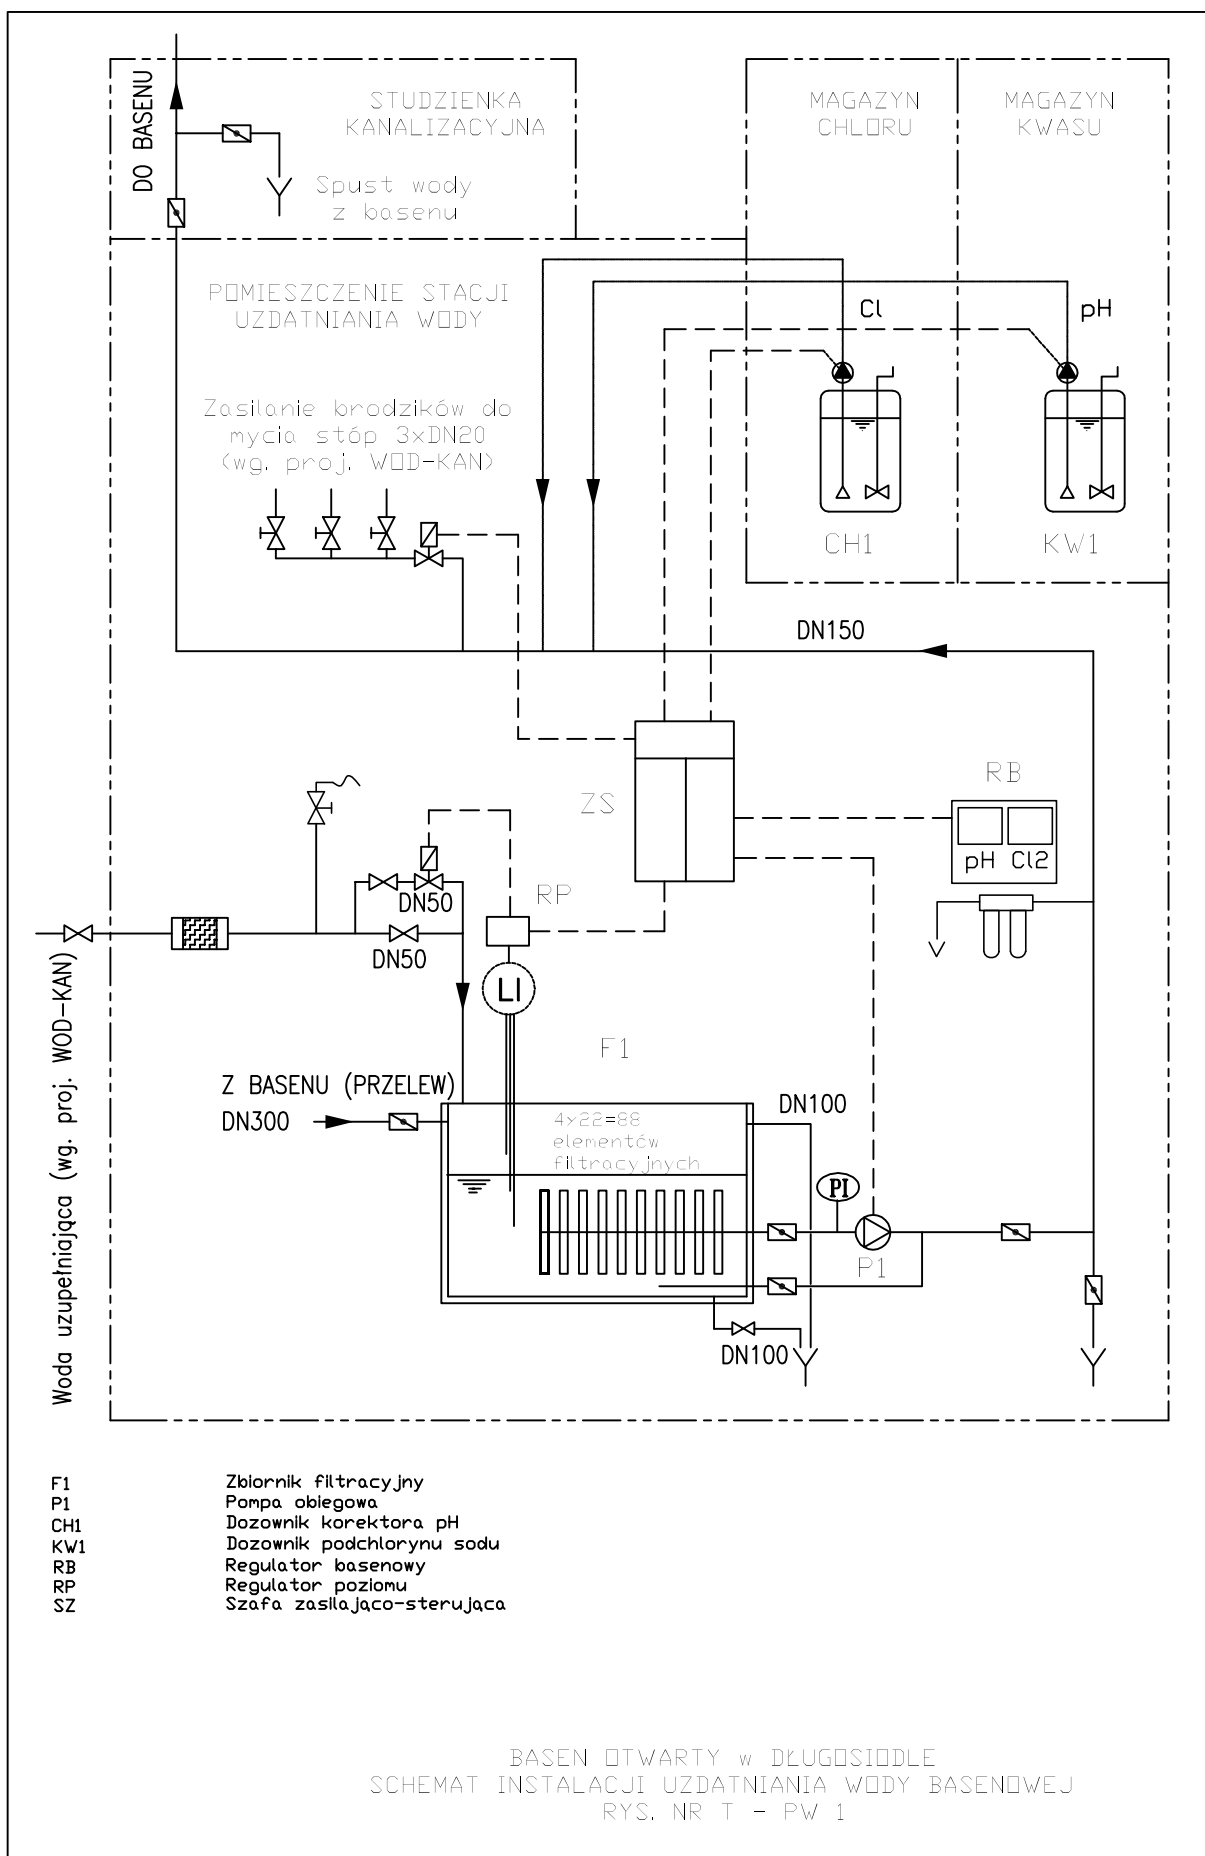 DO BASENU
STUDZIENKA
KANALIZACYJNA
Spust wody
z basenu
MAGAZYN
CHLORU
MAGAZYN
KWASU
POMIESZCZENIE STACJI
UZDATNIANIA WODY
Cl
pH
Zasilanie brodzików do
mycia stóp 3xDN20
(wg. proj. WOD-KAN)
CH1
KW1
DN150
RB
ZS
pH Cl2
RP
DN50
DN50
LI
Woda uzupełniająca (wg. proj. WOD-KAN)
F1
Z BASENU (PRZELEW)
DN300
DN100
4x22=88
elementów
filtracyjnych
PI
P1
DN100
F1 Zbiornik filtracyjny
P1 Pompa obiegowa
CH1 Dozownik korektora pH
KW1 Dozownik podchlorynu sodu
RB Regulator basenowy
RP Regulator poziomu
SZ Szafa zasilająco-sterująca
BASEN OTWARTY w DŁUGOSIODLE
SCHEMAT INSTALACJI UZDATNIANIA WODY BASENOWEJ
RYS. NR T - PW 1